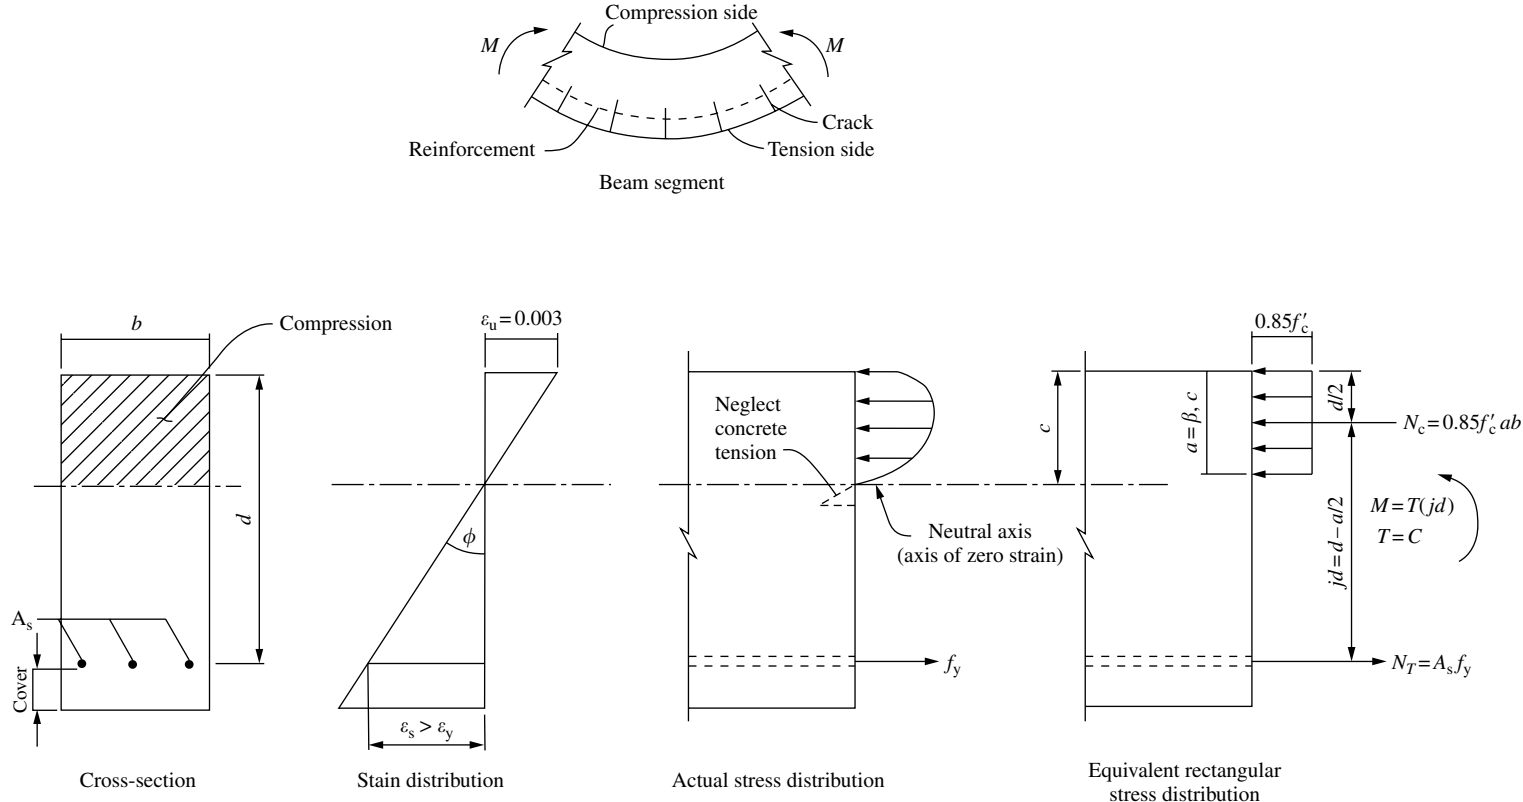 Compression side
M
M
Crack
Reinforcement
Tension side
Beam segment
b
Compression
d
A_s
Cover
Cross-section
ε_u = 0.003
ϕ
ε_s > ε_y
Stain distribution
Neglect
concrete
tension
Neutral axis
(axis of zero strain)
f_y
Actual stress distribution
0.85f′_c
c
a = β, c
d/2
N_c = 0.85f′_c ab
jd = d − a/2
M = T(jd)
T = C
N_T = A_s f_y
Equivalent rectangular
stress distribution